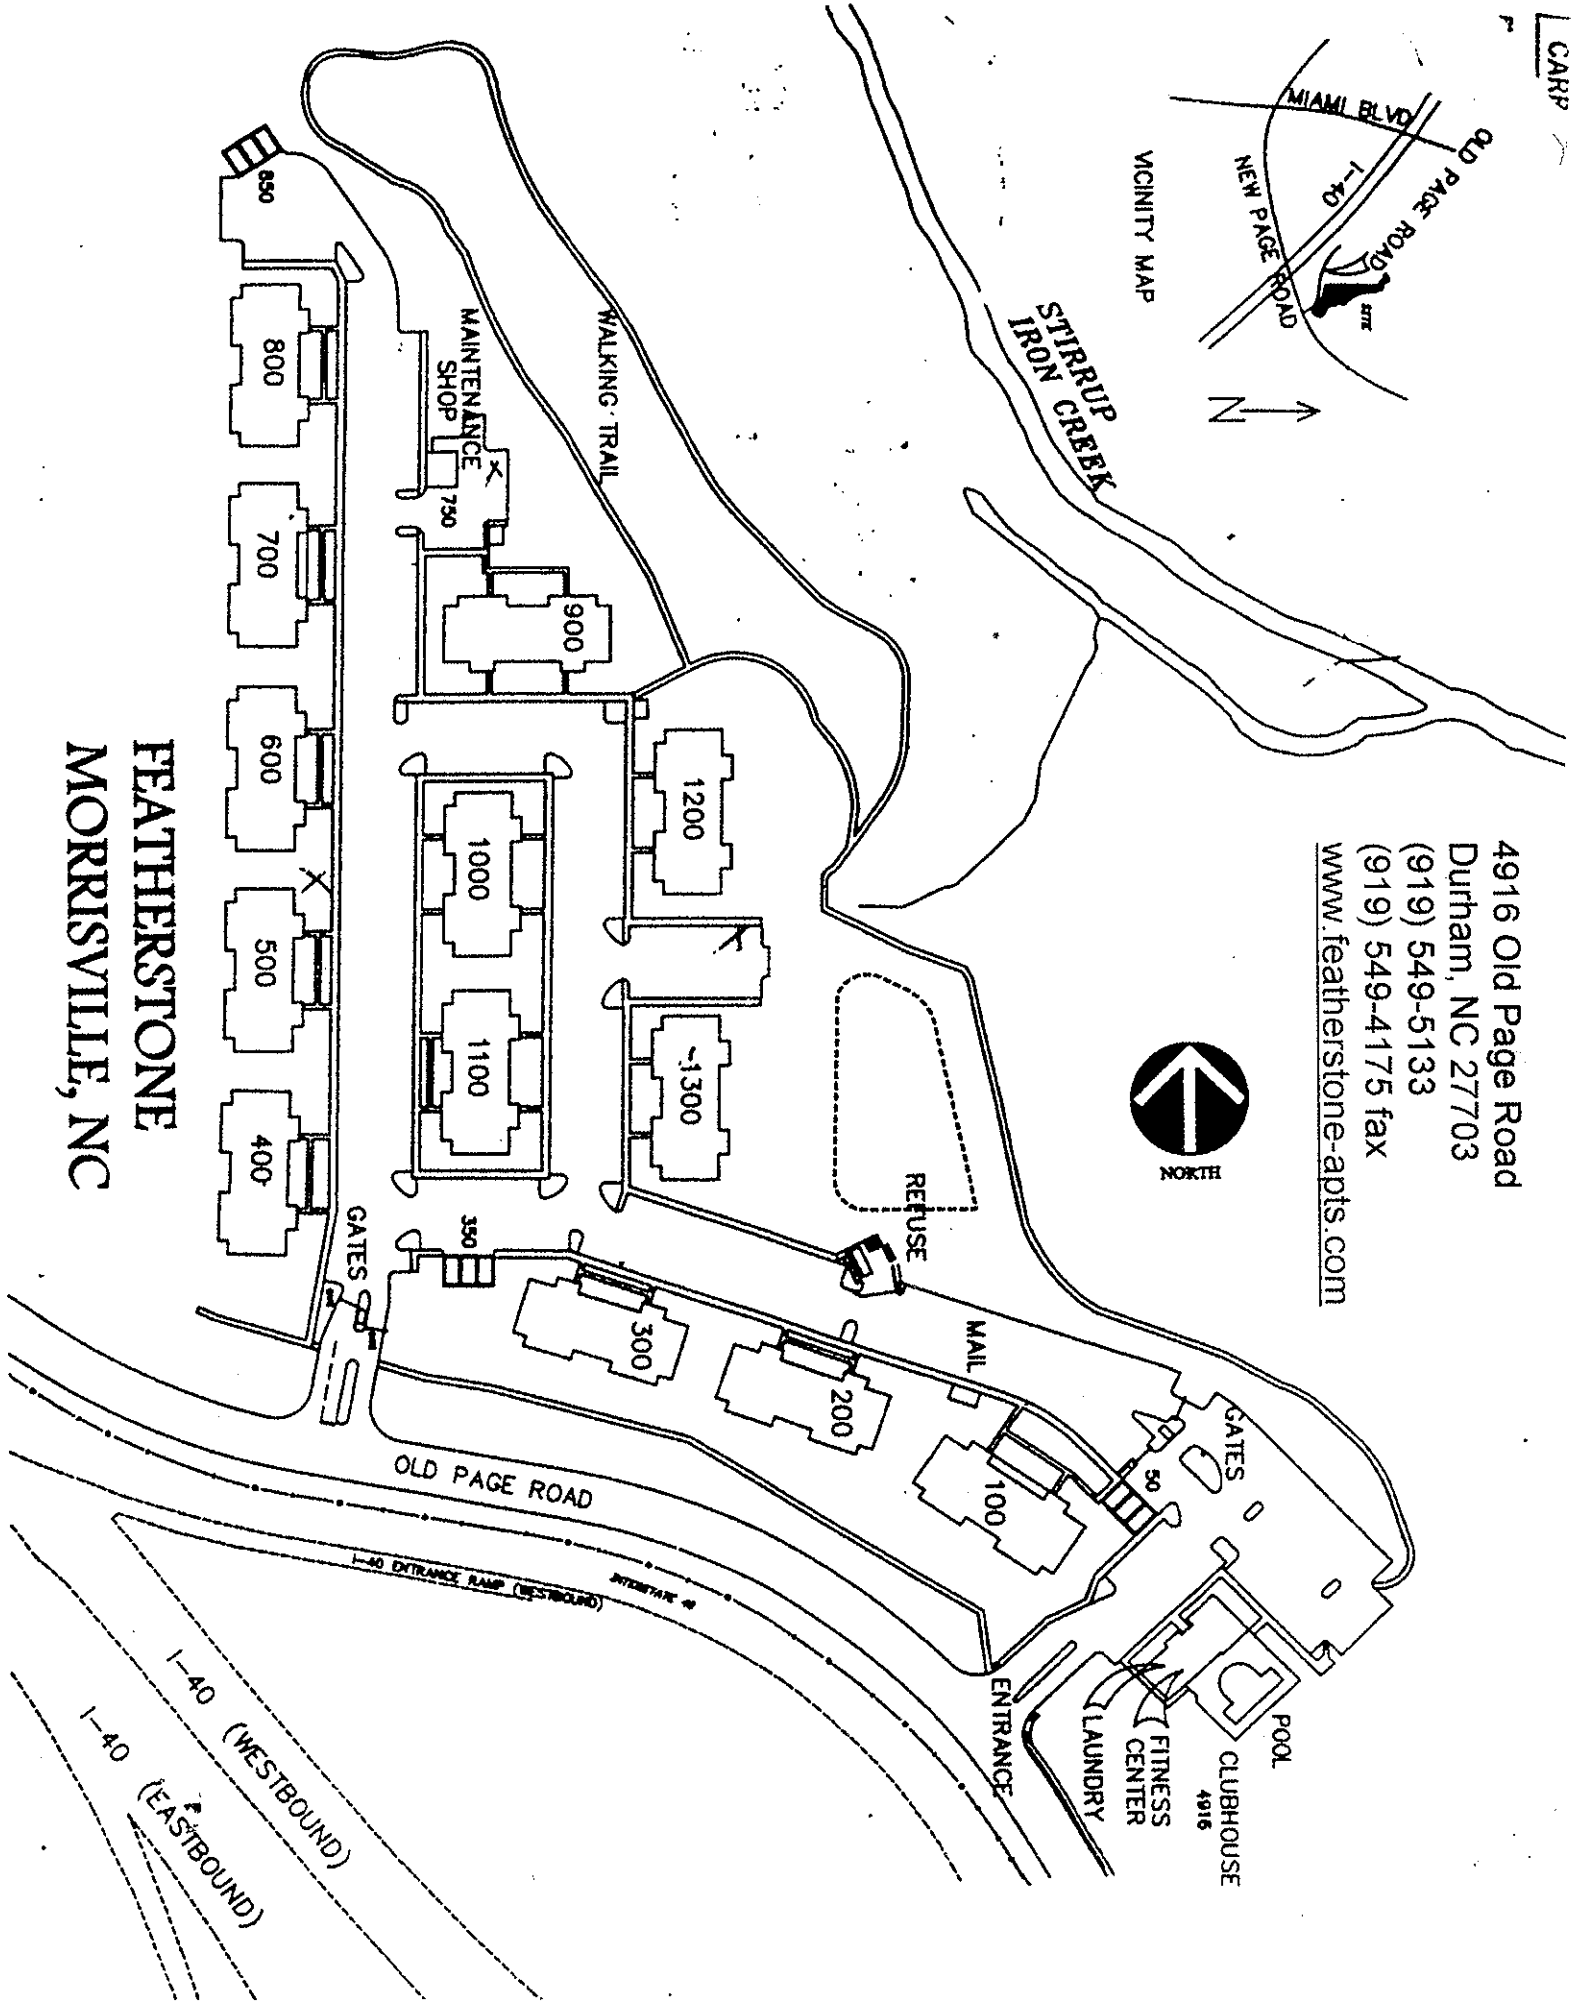 CARP
MIAMI BLVD
OLD PAGE ROAD
I-40
NEW PAGE ROAD
SITE
VICINITY MAP
N
4916 Old Page Road
Durham, NC 27703
(919) 549-5133
(919) 549-4175 fax
www.featherstone-apts.com
NORTH
STIRRUP
IRON CREEK
WALKING TRAIL
MAINTENANCE
SHOP
750
850
800
700
600
500
400
900
1000
1100
1200
~1300
REFUSE
350
300
200
100
50
MAIL
GATES
GATES
POOL
CLUBHOUSE
4916
FITNESS
CENTER
LAUNDRY
ENTRANCE
OLD PAGE ROAD
INTERSTATE 40
I-40 ENTRANCE RAMP (WESTBOUND)
I-40 (WESTBOUND)
I-40 (EASTBOUND)
FEATHERSTONE
MORRISVILLE, NC